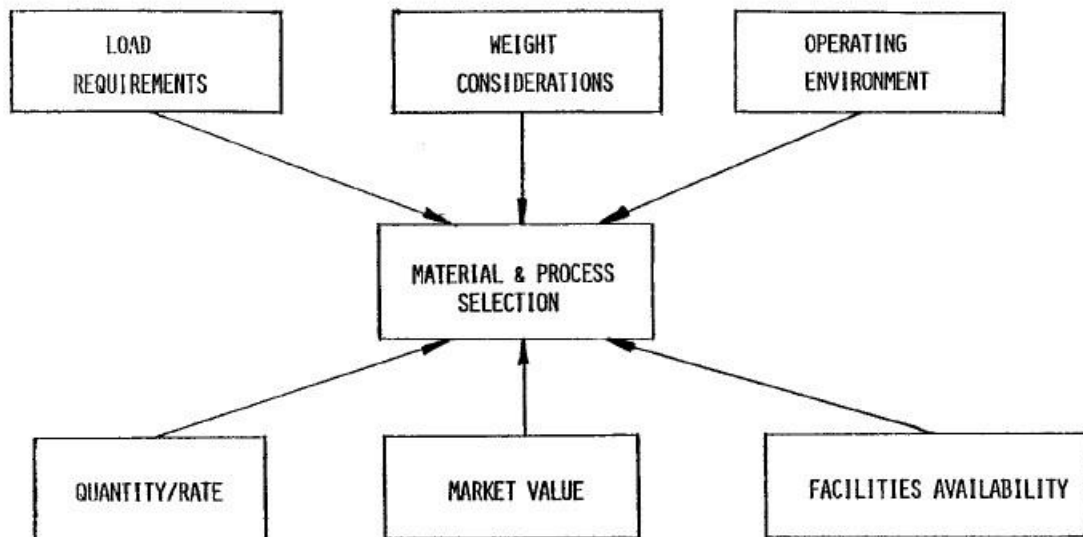 LOAD
REQUIREMENTS
WEIGHT
CONSIDERATIONS
OPERATING
ENVIRONMENT
MATERIAL & PROCESS
SELECTION
QUANTITY/RATE
MARKET VALUE
FACILITIES AVAILABILITY